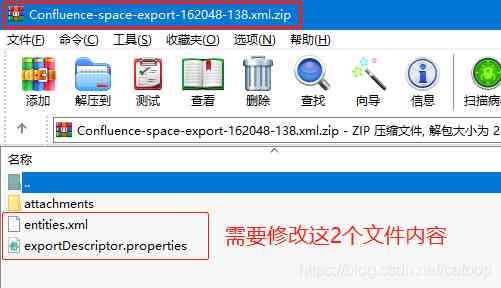 Confluence-space-export-162048-138.xml.zip
文件(F) 命令(C) 工具(S) 收藏夹(O) 选项(N) 帮助(H)
添加 解压到 测试 查看 删除 查找 向导 信息 扫描病
Confluence-space-export-162048-138.xml.zip - ZIP 压缩文件, 解包大小为 2
名称
..
attachments
entities.xml
exportDescriptor.properties
需要修改这2个文件内容
https://blog.csdn.net/catoop